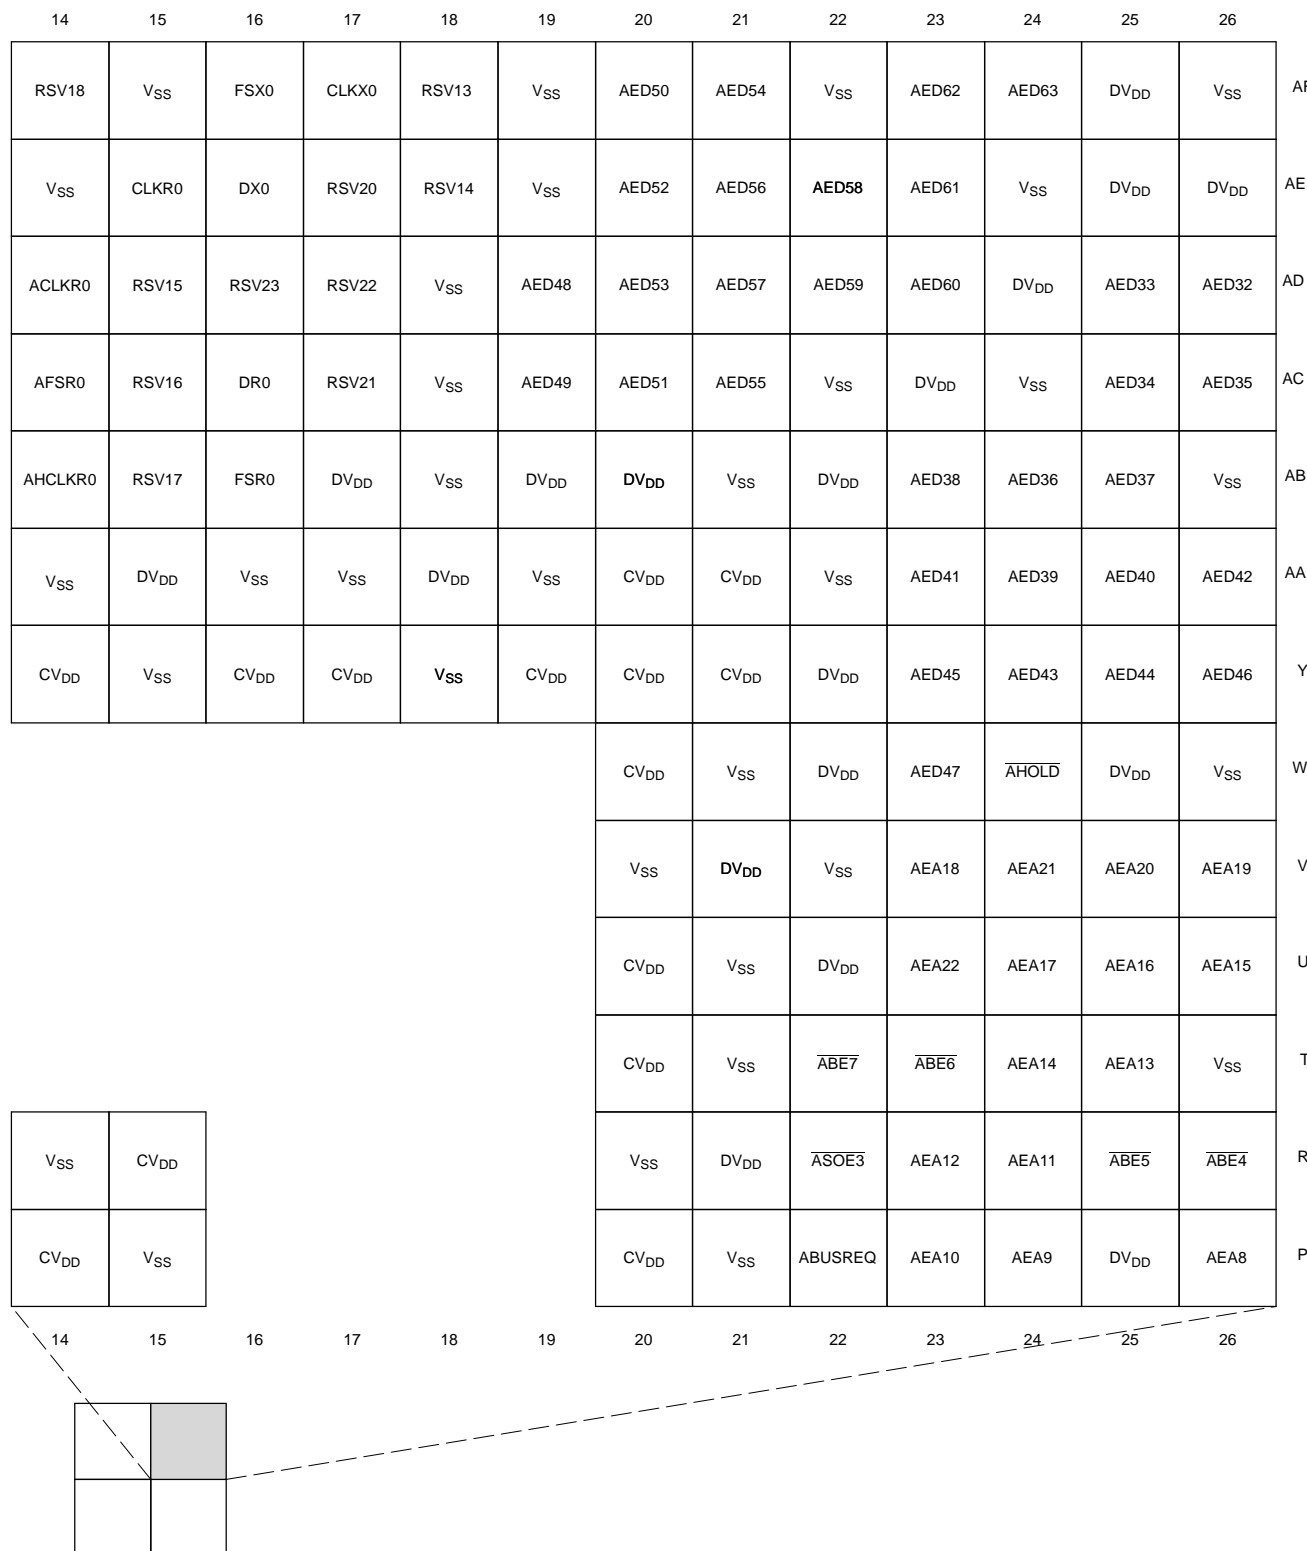 14 15 16 17 18 19 20 21 22 23 24 25 26
RSV18 VSS FSX0 CLKX0 RSV13 VSS AED50 AED54 VSS AED62 AED63 DVDD VSS
VSS CLKR0 DX0 RSV20 RSV14 VSS AED52 AED56 AED58 AED61 VSS DVDD DVDD AE
ACLKR0 RSV15 RSV23 RSV22 VSS AED48 AED53 AED57 AED59 AED60 DVDD AED33 AED32 AD
AFSR0 RSV16 DR0 RSV21 VSS AED49 AED51 AED55 VSS DVDD VSS AED34 AED35 AC
AHCLKR0 RSV17 FSR0 DVDD VSS DVDD DVDD VSS DVDD AED38 AED36 AED37 VSS AB
VSS DVDD VSS VSS DVDD VSS CVDD CVDD VSS AED41 AED39 AED40 AED42 AA
CVDD VSS CVDD CVDD VSS CVDD CVDD CVDD DVDD AED45 AED43 AED44 AED46 Y
CVDD VSS DVDD AED47 AHOLD DVDD VSS W
VSS DVDD VSS AEA18 AEA21 AEA20 AEA19 V
CVDD VSS DVDD AEA22 AEA17 AEA16 AEA15 U
CVDD VSS ABE7 ABE6 AEA14 AEA13 VSS T
VSS CVDD VSS DVDD ASOE3 AEA12 AEA11 ABE5 ABE4 R
CVDD VSS CVDD VSS ABUSREQ AEA10 AEA9 DVDD AEA8 P
14 15 16 17 18 19 20 21 22 23 24 25 26